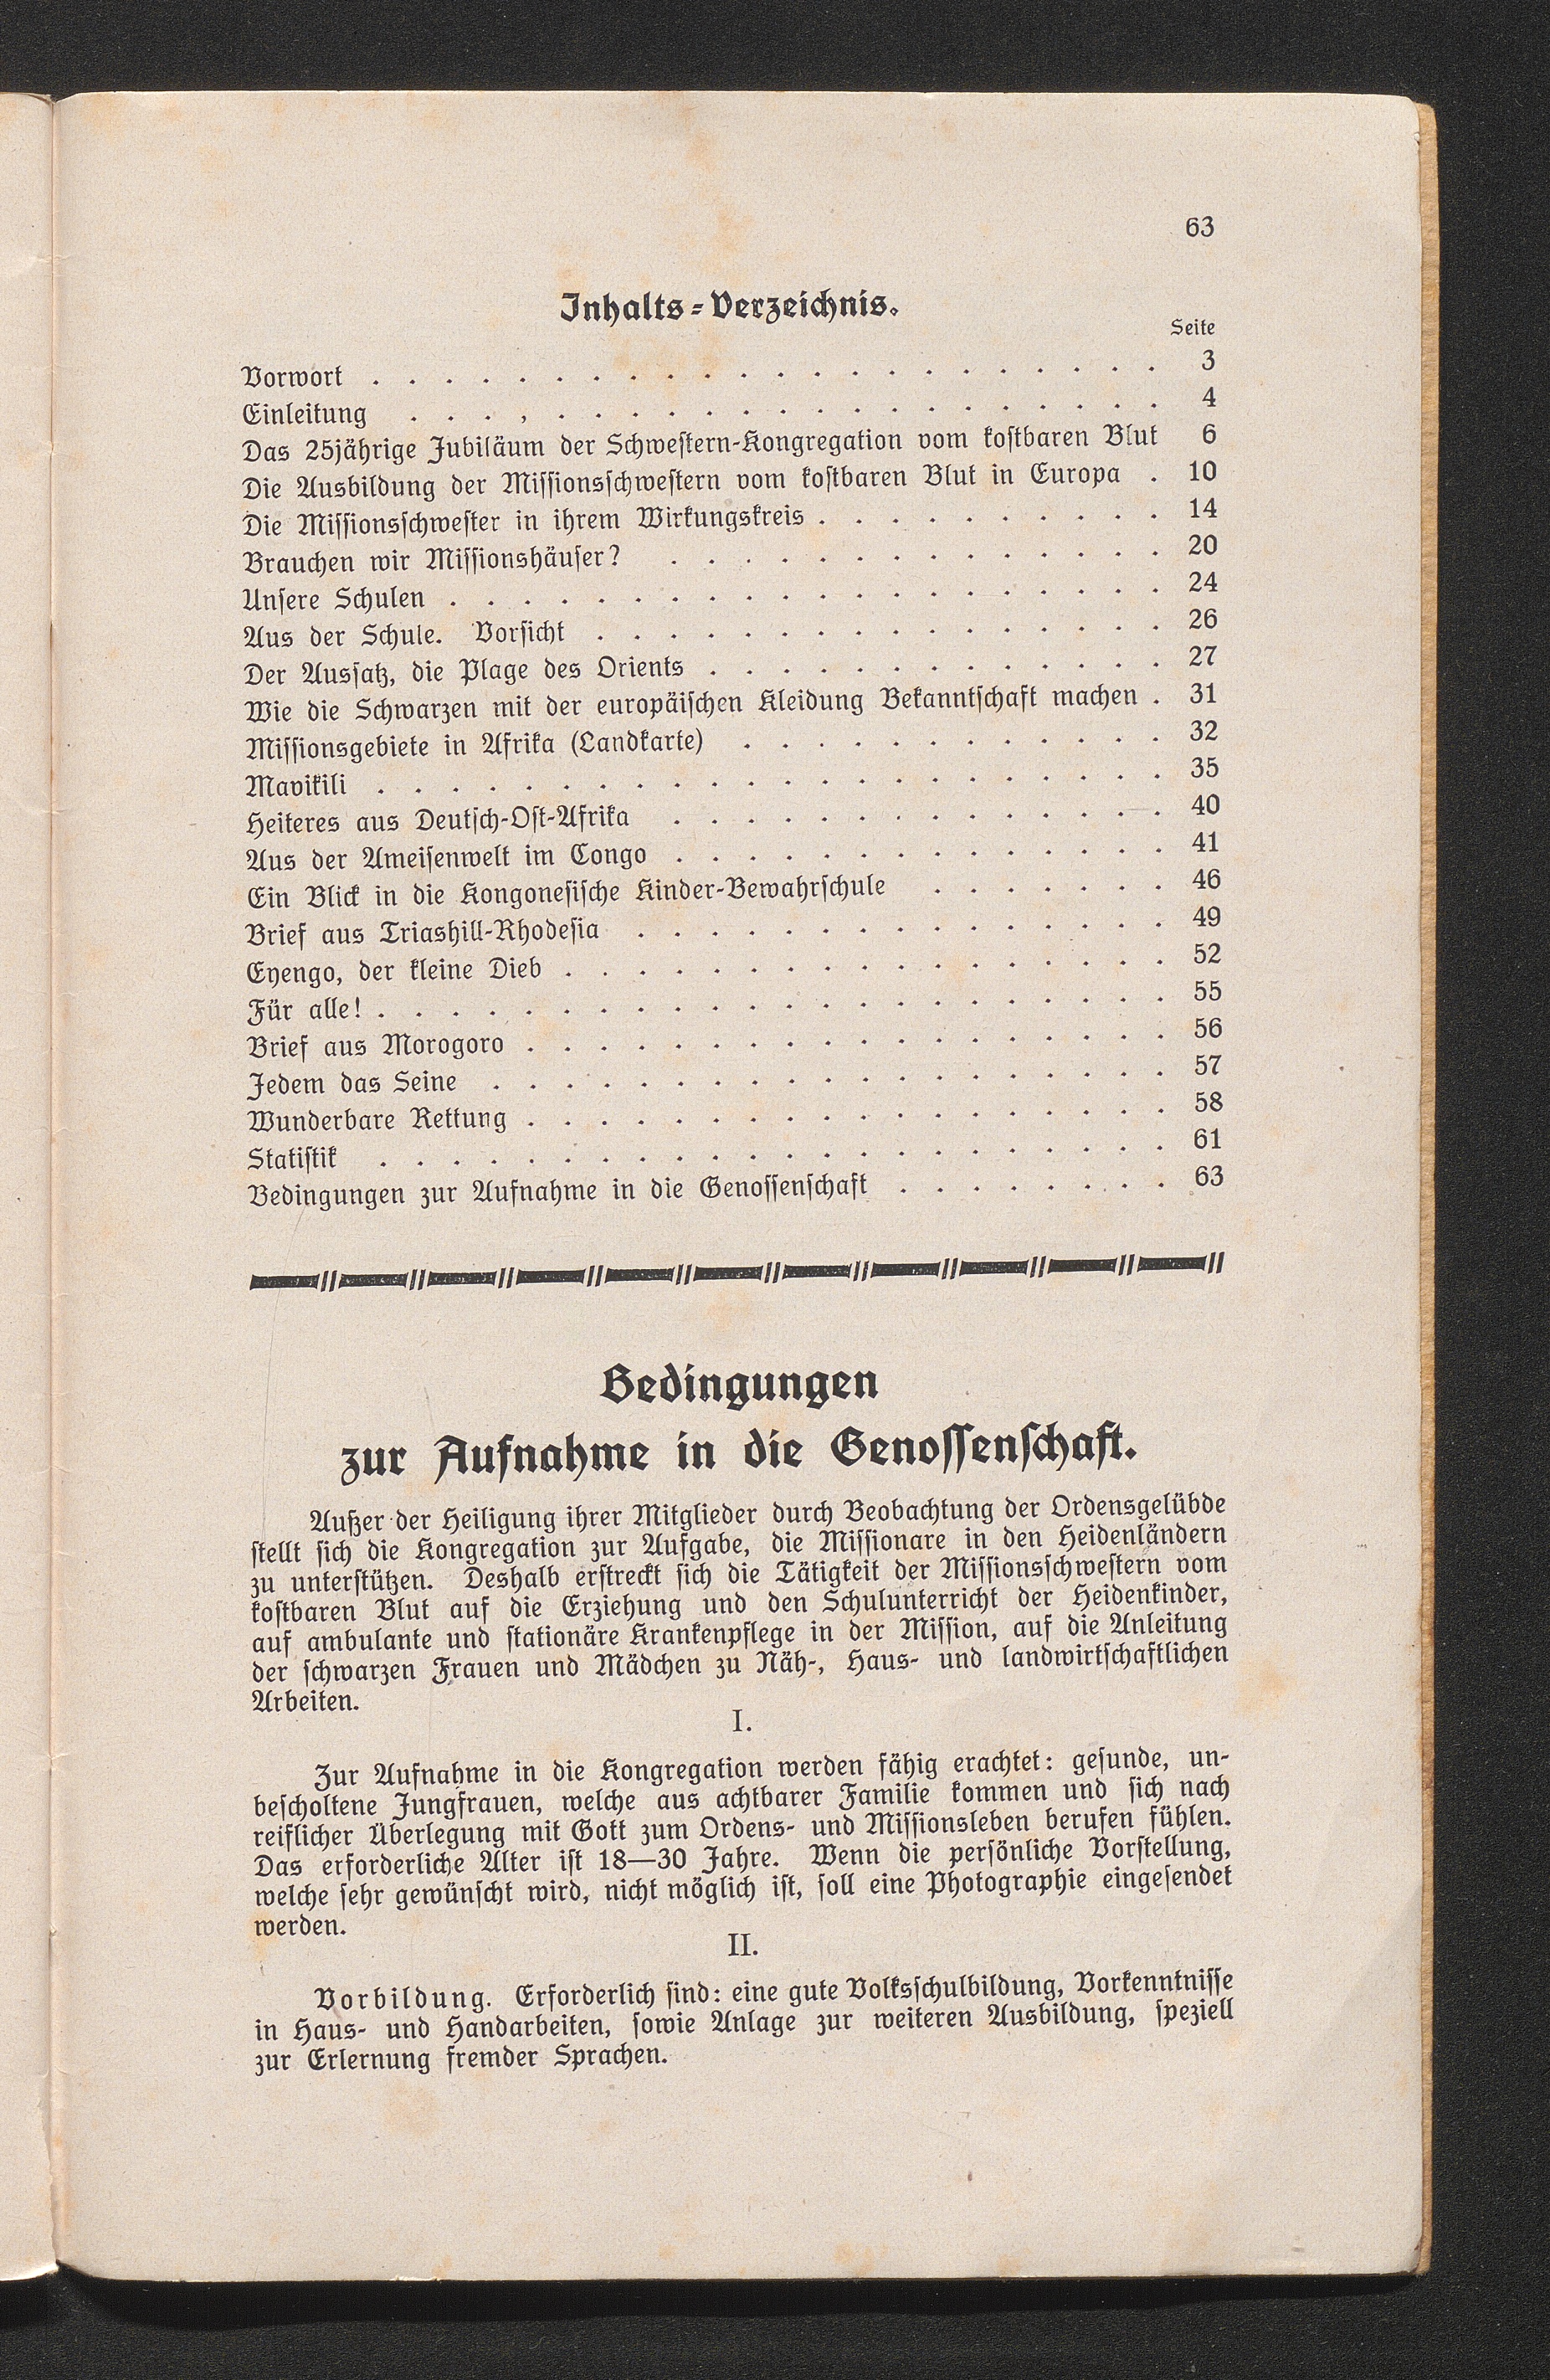 63
Inhalts-Verzeichnis.
Seite
Vorwort . . . . . . . . . . . . . . . . . . . . . . 3
Einleitung . . . , . . . . . . . . . . . . . . . . . 4
Das 25jährige Jubiläum der Schwestern-Kongregation vom kostbaren Blut 6
Die Ausbildung der Missionsschwestern vom kostbaren Blut in Europa . 10
Die Missionsschwester in ihrem Wirkungskreis . . . . . . . . . . 14
Brauchen wir Missionshäuser? . . . . . . . . . . . . . . 20
Unsere Schulen . . . . . . . . . . . . . . . . . . . . 24
Aus der Schule. Vorsicht . . . . . . . . . . . . . . . . 26
Der Aussatz, die Plage des Orients . . . . . . . . . . . . . 27
Wie die Schwarzen mit der europäischen Kleidung Bekanntschaft machen . 31
Missionsgebiete in Afrika (Landkarte) . . . . . . . . . . . . 32
Mavikili . . . . . . . . . . . . . . . . . . . . . . 35
Heiteres aus Deutsch-Ost-Afrika . . . . . . . . . . . . . . 40
Aus der Ameisenwelt im Congo . . . . . . . . . . . . . . 41
Ein Blick in die Kongonesische Kinder-Bewahrschule . . . . . . . 46
Brief aus Triashill-Rhodesia . . . . . . . . . . . . . . . 49
Eyengo, der kleine Dieb . . . . . . . . . . . . . . . . . 52
Für alle! . . . . . . . . . . . . . . . . . . . . . . 55
Brief aus Morogoro . . . . . . . . . . . . . . . . . . 56
Jedem das Seine . . . . . . . . . . . . . . . . . . . 57
Wunderbare Rettung . . . . . . . . . . . . . . . . . . 58
Statistik . . . . . . . . . . . . . . . . . . . . . . 61
Bedingungen zur Aufnahme in die Genossenschaft . . . . . . . . 63
Bedingungen
zur Aufnahme in die Genossenschaft.
Außer der Heiligung ihrer Mitglieder durch Beobachtung der Ordensgelübde
stellt sich die Kongregation zur Aufgabe, die Missionare in den Heidenländern
zu unterstützen. Deshalb erstreckt sich die Tätigkeit der Missionsschwestern vom
kostbaren Blut auf die Erziehung und den Schulunterricht der Heidenkinder,
auf ambulante und stationäre Krankenpflege in der Mission, auf die Anleitung
der schwarzen Frauen und Mädchen zu Näh-, Haus- und landwirtschaftlichen
Arbeiten.
I.
Zur Aufnahme in die Kongregation werden fähig erachtet: gesunde, un-
bescholtene Jungfrauen, welche aus achtbarer Familie kommen und sich nach
reiflicher Überlegung mit Gott zum Ordens- und Missionsleben berufen fühlen.
Das erforderliche Alter ist 18—30 Jahre. Wenn die persönliche Vorstellung,
welche sehr gewünscht wird, nicht möglich ist, soll eine Photographie eingesendet
werden.
II.
Vorbildung. Erforderlich sind: eine gute Volksschulbildung, Vorkenntnisse
in Haus- und Handarbeiten, sowie Anlage zur weiteren Ausbildung, speziell
zur Erlernung fremder Sprachen.